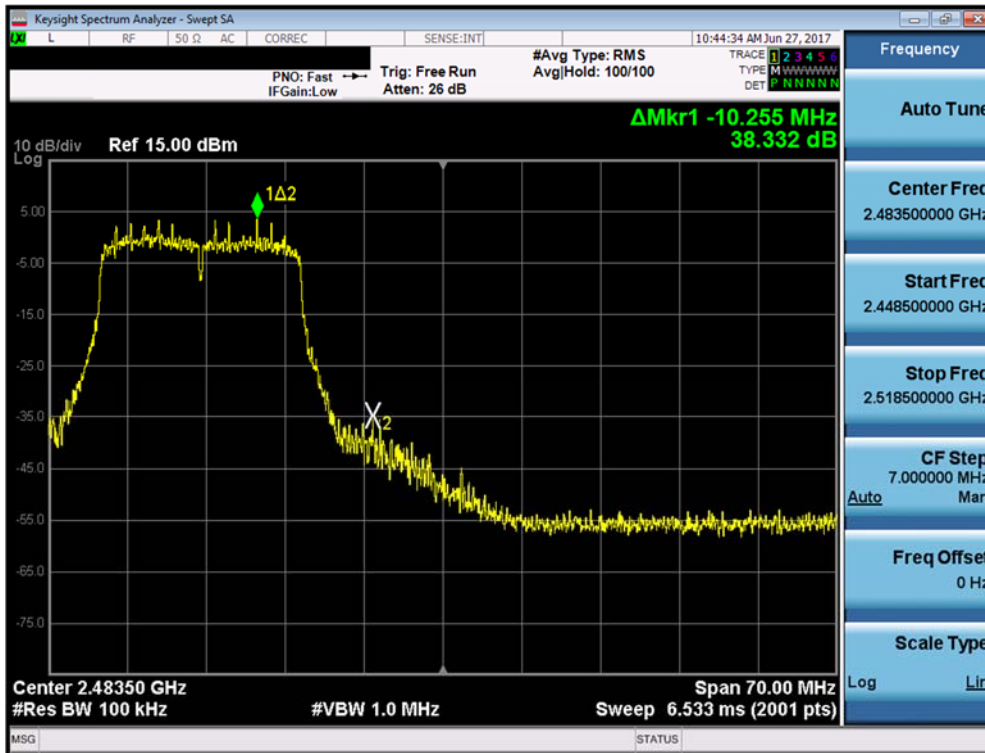 Keysight Spectrum Analyzer - Swept SA
LXI L RF 50 Ω AC CORREC SENSE:INT 10:44:34 AM Jun 27, 2017
PNO: Fast
IFGain:Low
Trig: Free Run
Atten: 26 dB
#Avg Type: RMS
Avg|Hold: 100/100
TRACE 1 2 3 4 5 6
TYPE M W W W W W
DET P N N N N N
ΔMkr1 -10.255 MHz
38.332 dB
10 dB/div Ref 15.00 dBm
Log
1Δ2
5.00
-5.00
-15.0
-25.0
-35.0
2
-45.0
-55.0
-65.0
-75.0
Center 2.48350 GHz Span 70.00 MHz
#Res BW 100 kHz #VBW 1.0 MHz Sweep 6.533 ms (2001 pts)
MSG STATUS
Frequency
Auto Tune
Center Freq
2.483500000 GHz
Start Freq
2.448500000 GHz
Stop Freq
2.518500000 GHz
CF Step
7.000000 MHz
Auto Man
Freq Offset
0 Hz
Scale Type
Log Lin